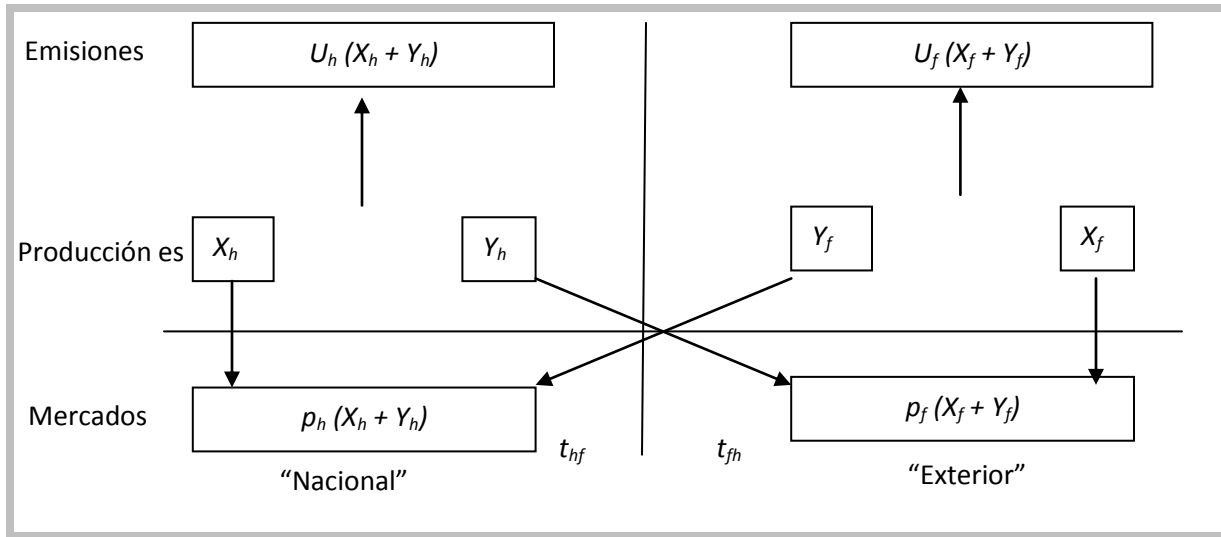 Emisiones
U_h (X_h + Y_h)
U_f (X_f + Y_f)
Producción es
X_h
Y_h
Y_f
X_f
Mercados
p_h (X_h + Y_h)
p_f (X_f + Y_f)
t_hf
t_fh
“Nacional”
“Exterior”